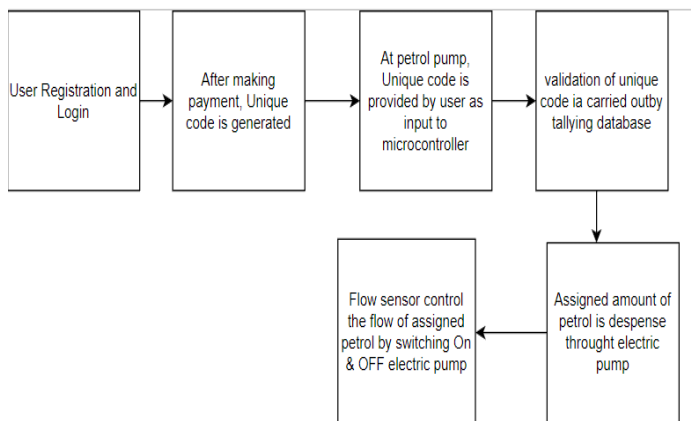 User Registration and
Login
After making
payment, Unique
code is generated
At petrol pump,
Unique code is
provided by user as
input to
microcontroller
validation of unique
code ia carried outby
tallying database
Assigned amount of
petrol is despense
throught electric
pump
Flow sensor control
the flow of assigned
petrol by switching On
& OFF electric pump